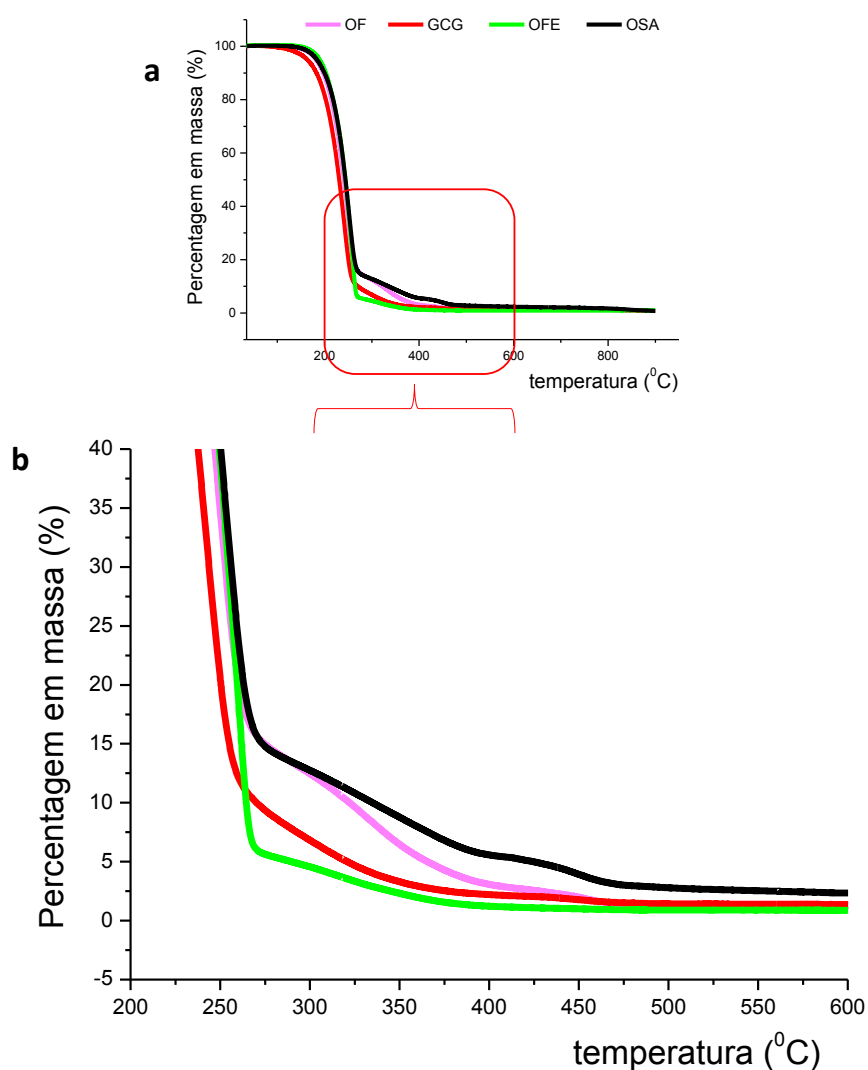 OF GCG OFE OSA
a
Percentagem em massa (%)
100
80
60
40
20
0
200 400 600 800
temperatura (⁰C)
b
Percentagem em massa (%)
40
35
30
25
20
15
10
5
0
-5
200 250 300 350 400 450 500 550 600
temperatura (⁰C)